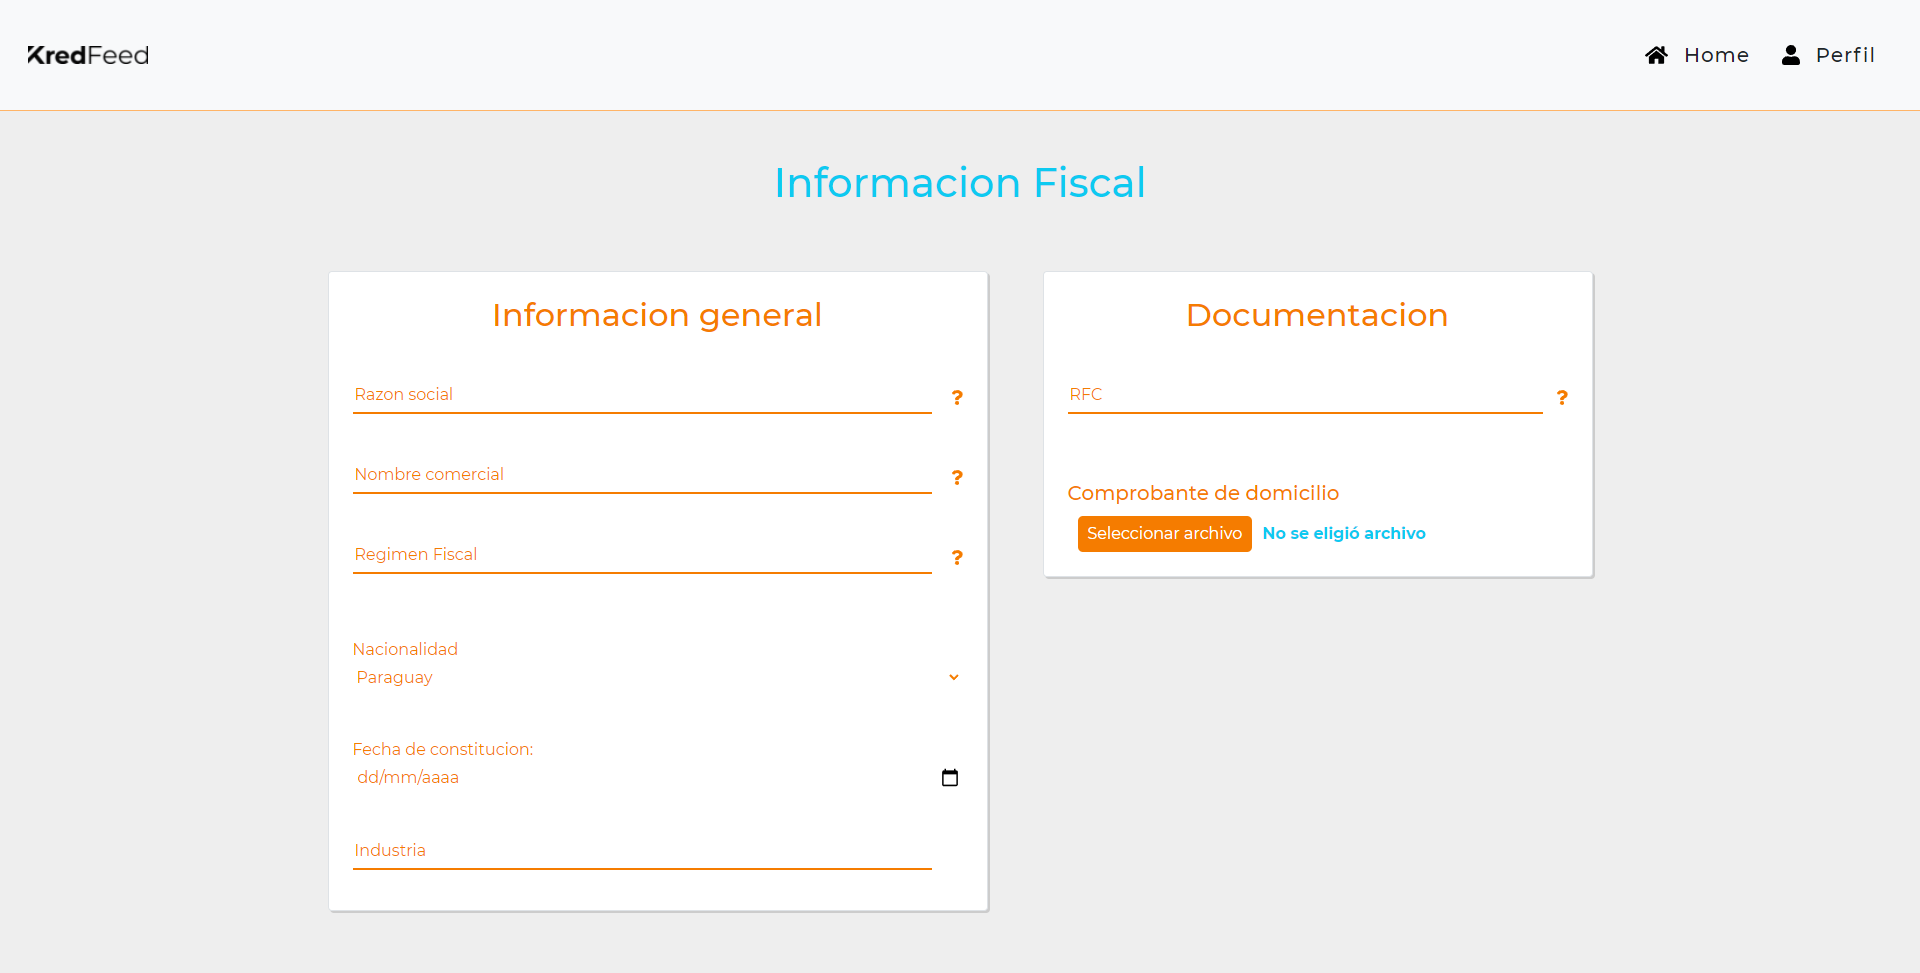 KredFeed
Home
Perfil
Informacion Fiscal
Informacion general
Razon social
?
Nombre comercial
?
Regimen Fiscal
?
Nacionalidad
Paraguay
Fecha de constitucion:
dd/mm/aaaa
Industria
Documentacion
RFC
?
Comprobante de domicilio
Seleccionar archivo No se eligió archivo